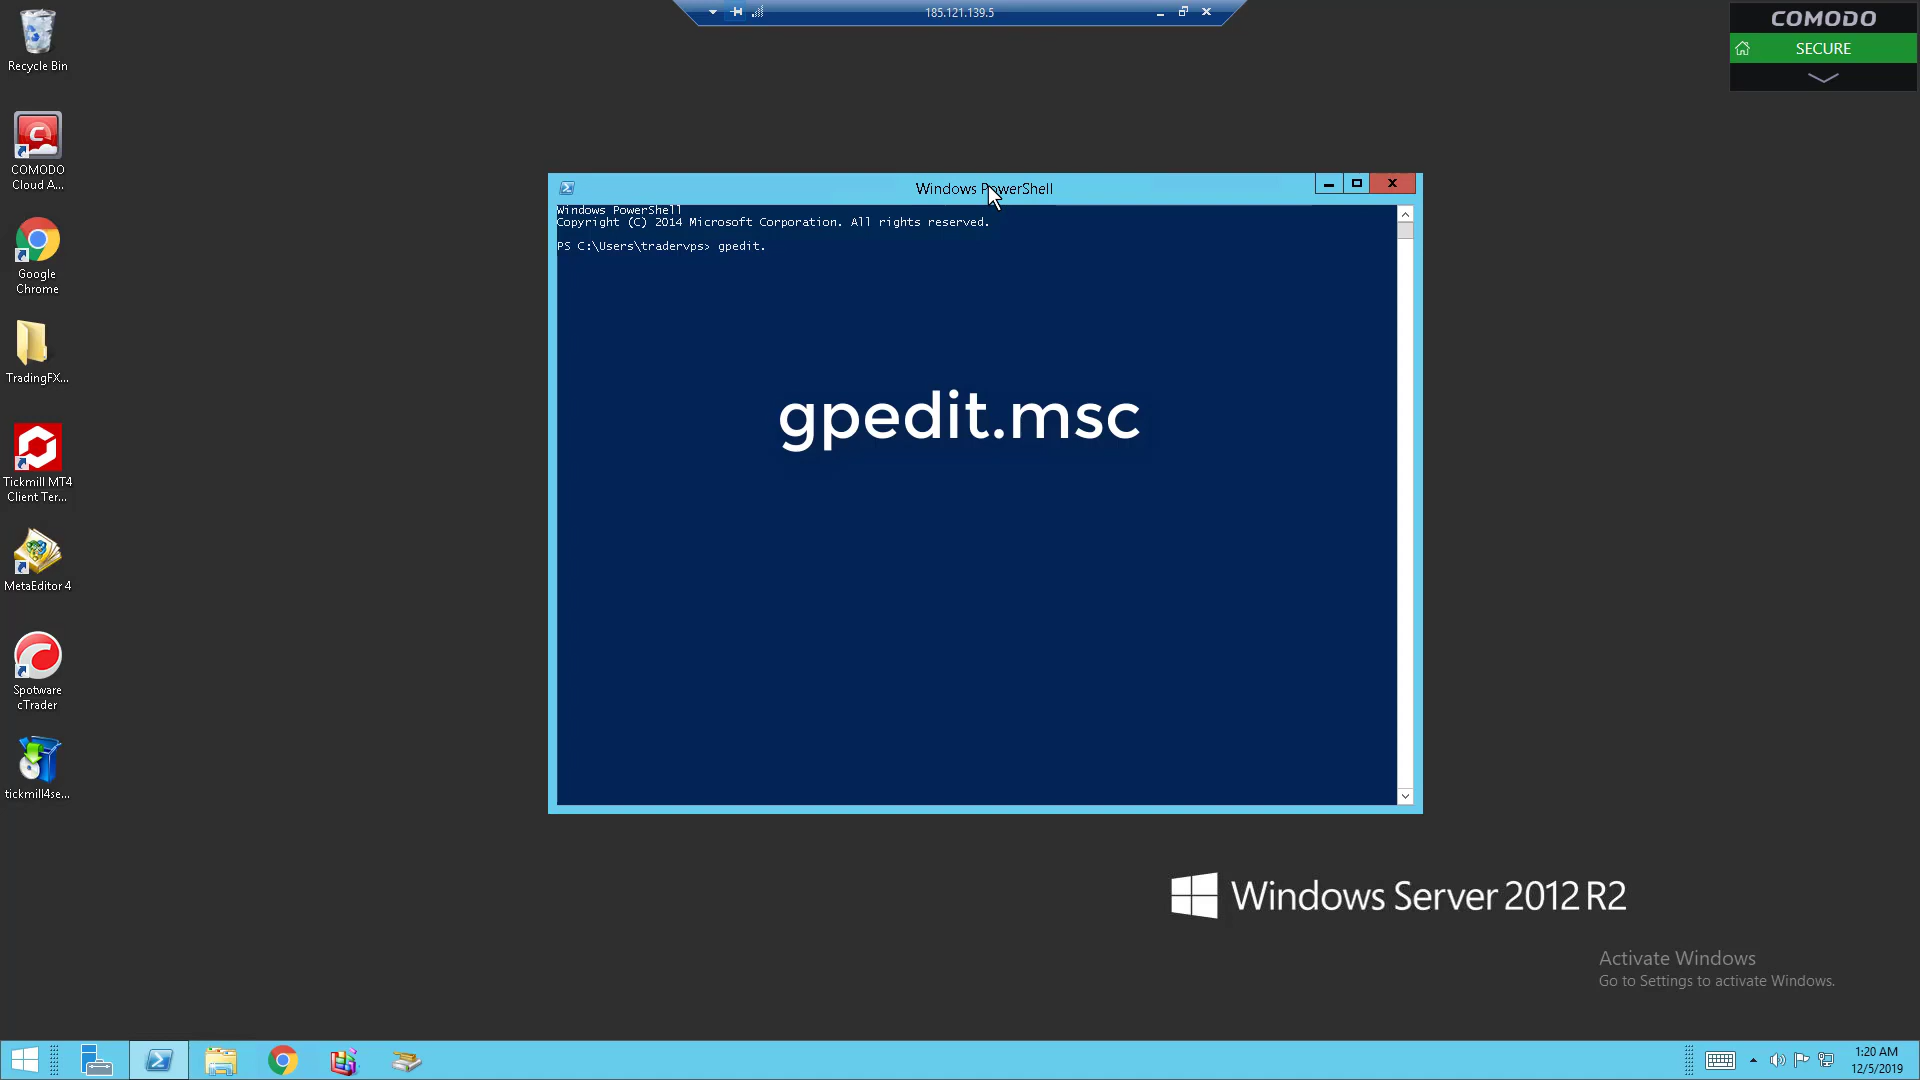 185.121.139.5
COMODO
SECURE
Recycle Bin
COMODO
Cloud A...
Google
Chrome
TradingFX...
Tickmill MT4
Client Ter...
MetaEditor 4
Spotware
cTrader
tickmill4se...
Windows PowerShell
Windows PowerShell
Copyright (C) 2014 Microsoft Corporation. All rights reserved.
PS C:\Users\tradervps> gpedit.
gpedit.msc
Windows Server 2012 R2
Activate Windows
Go to Settings to activate Windows.
1:20 AM
12/5/2019